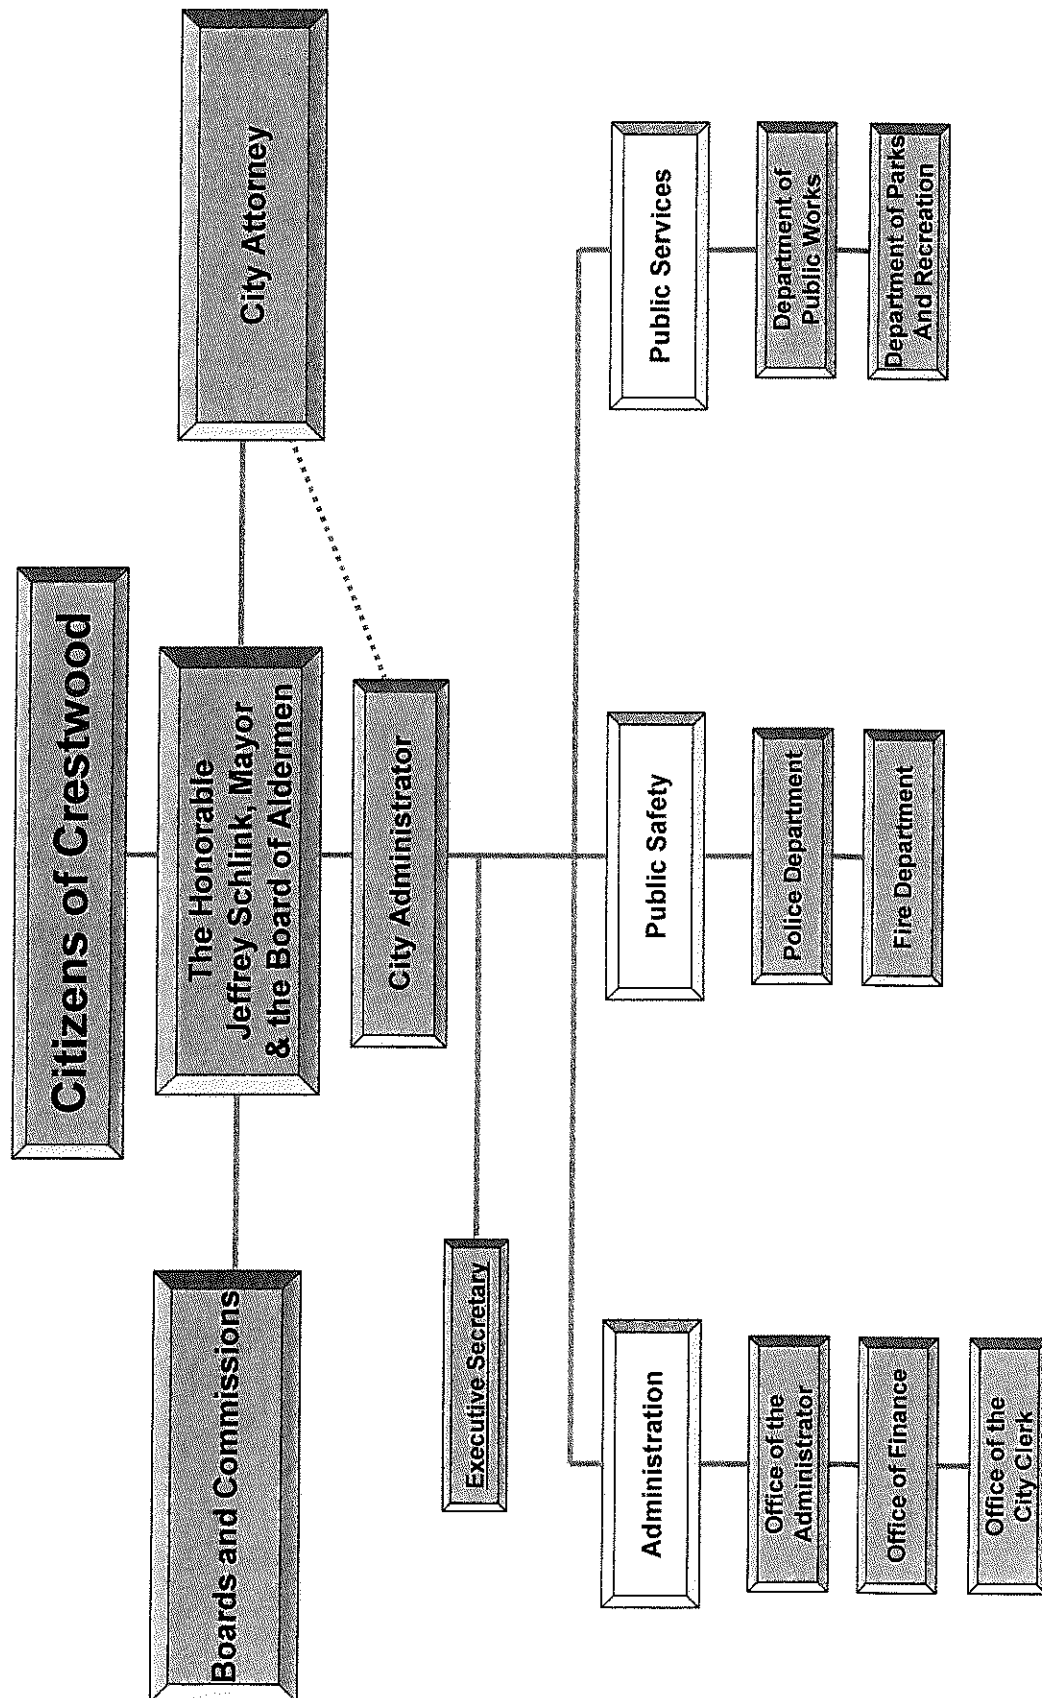 Citizens of Crestwood
Boards and Commissions
The Honorable
Jeffrey Schlink, Mayor
& the Board of Aldermen
City Attorney
City Administrator
Executive Secretary
Administration
Office of the
Administrator
Office of Finance
Office of the
City Clerk
Public Safety
Police Department
Fire Department
Public Services
Department of
Public Works
Department of Parks
And Recreation